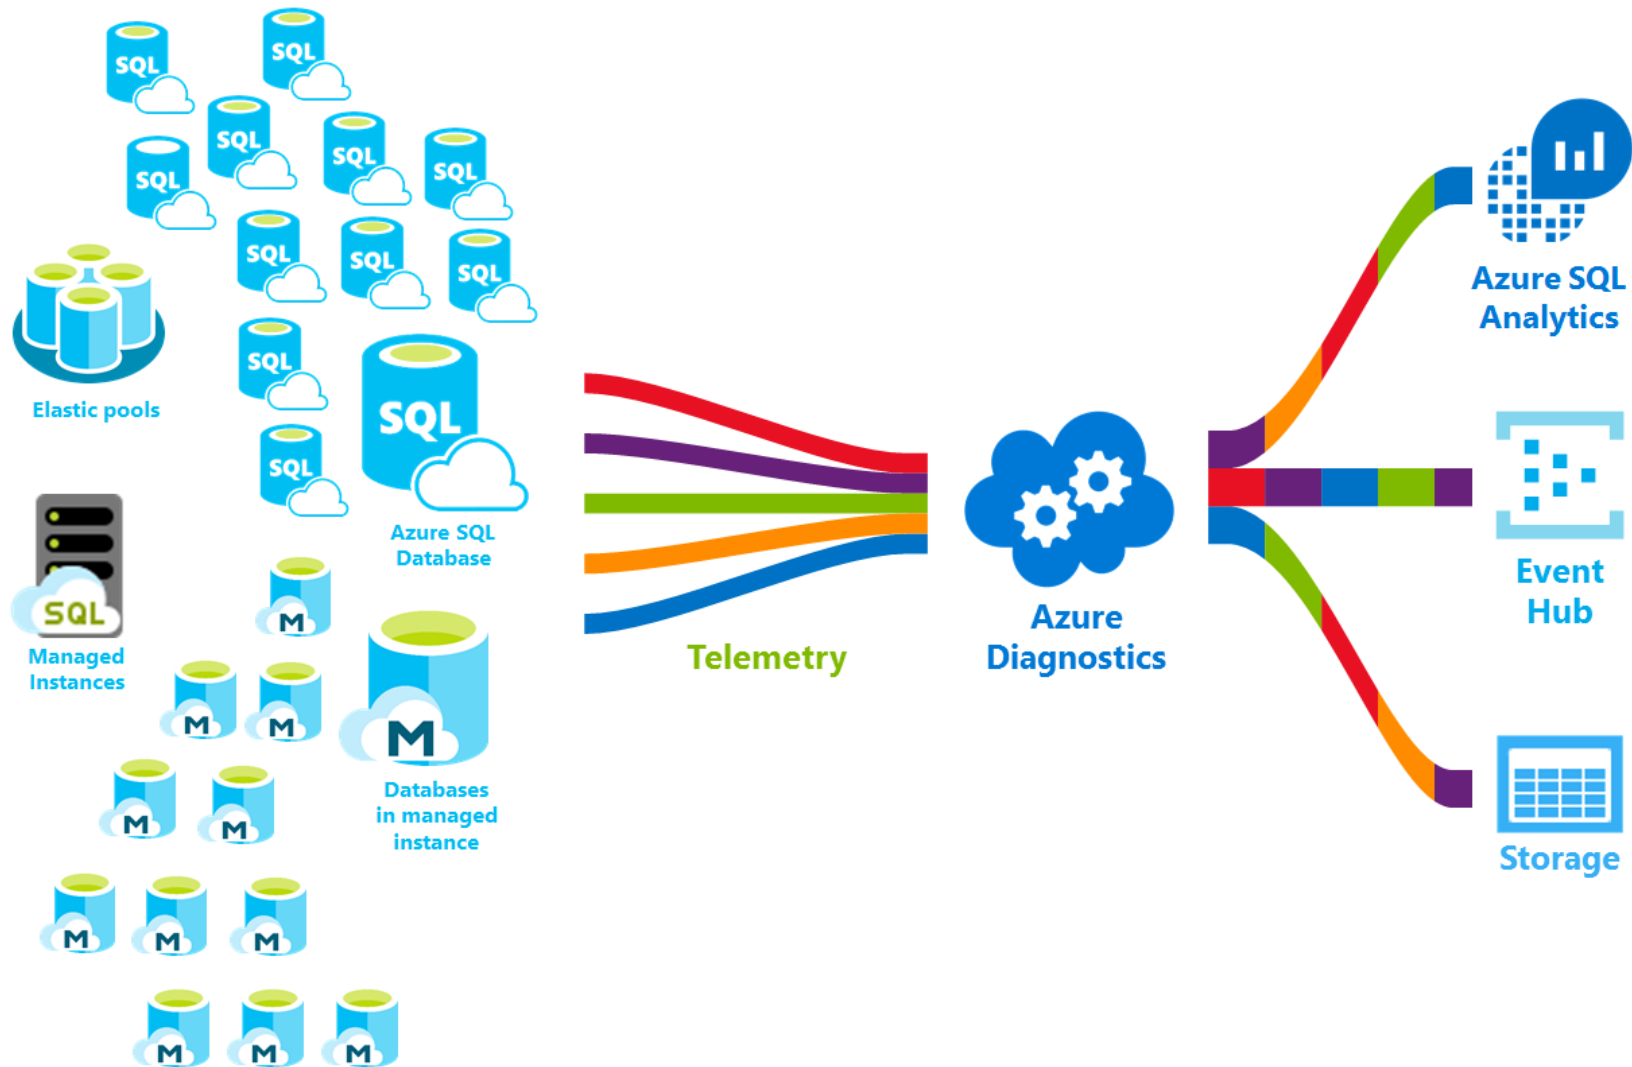 SQL
SQL
SQL
SQL
SQL
SQL
SQL
SQL
SQL
SQL
SQL
SQL
Elastic pools
Azure SQL
Database
SQL
Managed
Instances
M
M
M
M
Databases
in managed
instance
M
M
M
M
M
M
M
M
Telemetry
Azure
Diagnostics
Azure SQL
Analytics
Event
Hub
Storage